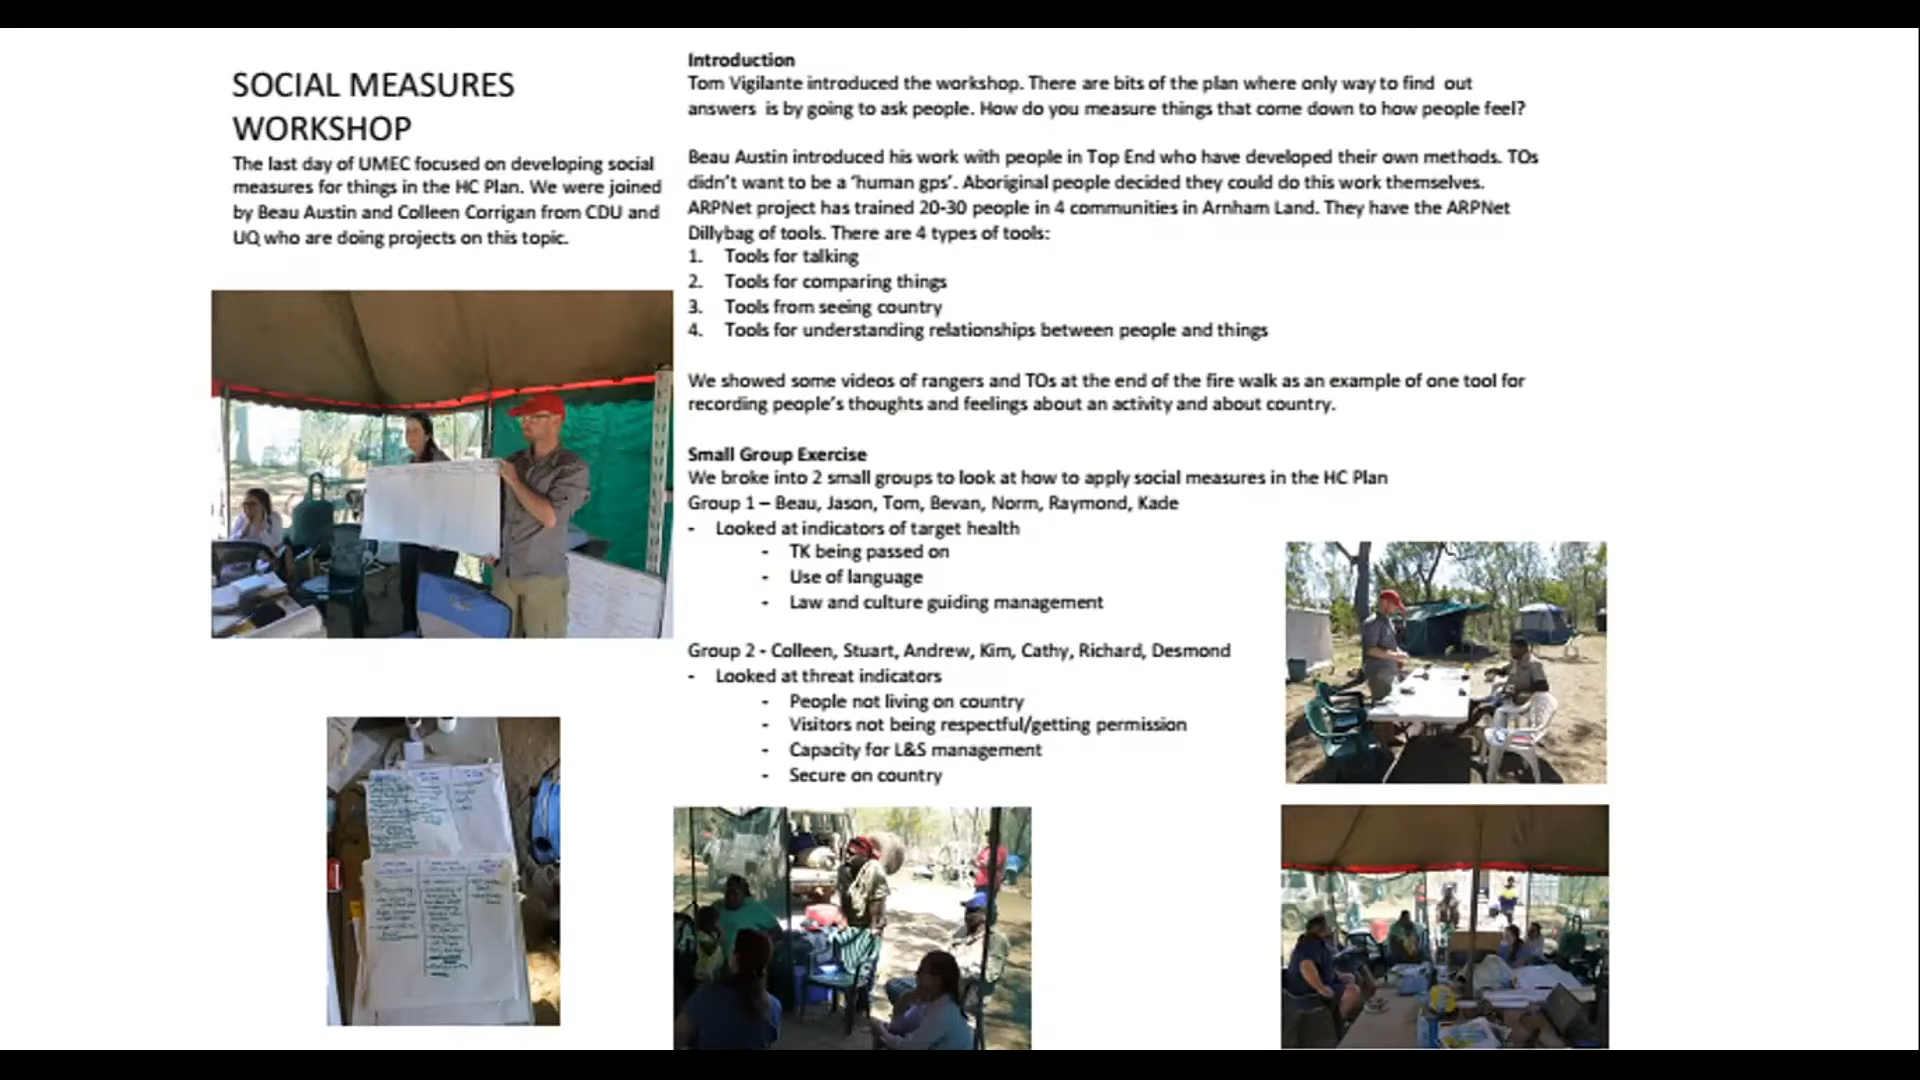 SOCIAL MEASURES
WORKSHOP
The last day of UMEC focused on developing social
measures for things in the HC Plan. We were joined
by Beau Austin and Colleen Corrigan from CDU and
UQ who are doing projects on this topic.
Introduction
Tom Vigilante introduced the workshop. There are bits of the plan where only way to find out
answers is by going to ask people. How do you measure things that come down to how people feel?
Beau Austin introduced his work with people in Top End who have developed their own methods. TOs
didn't want to be a 'human gps'. Aboriginal people decided they could do this work themselves.
ARPNet project has trained 20-30 people in 4 communities in Arnham Land. They have the ARPNet
Dillybag of tools. There are 4 types of tools:
1. Tools for talking
2. Tools for comparing things
3. Tools from seeing country
4. Tools for understanding relationships between people and things
We showed some videos of rangers and TOs at the end of the fire walk as an example of one tool for
recording people's thoughts and feelings about an activity and about country.
Small Group Exercise
We broke into 2 small groups to look at how to apply social measures in the HC Plan
Group 1 – Beau, Jason, Tom, Bevan, Norm, Raymond, Kade
- Looked at indicators of target health
- TK being passed on
- Use of language
- Law and culture guiding management
Group 2 - Colleen, Stuart, Andrew, Kim, Cathy, Richard, Desmond
- Looked at threat indicators
- People not living on country
- Visitors not being respectful/getting permission
- Capacity for L&S management
- Secure on country